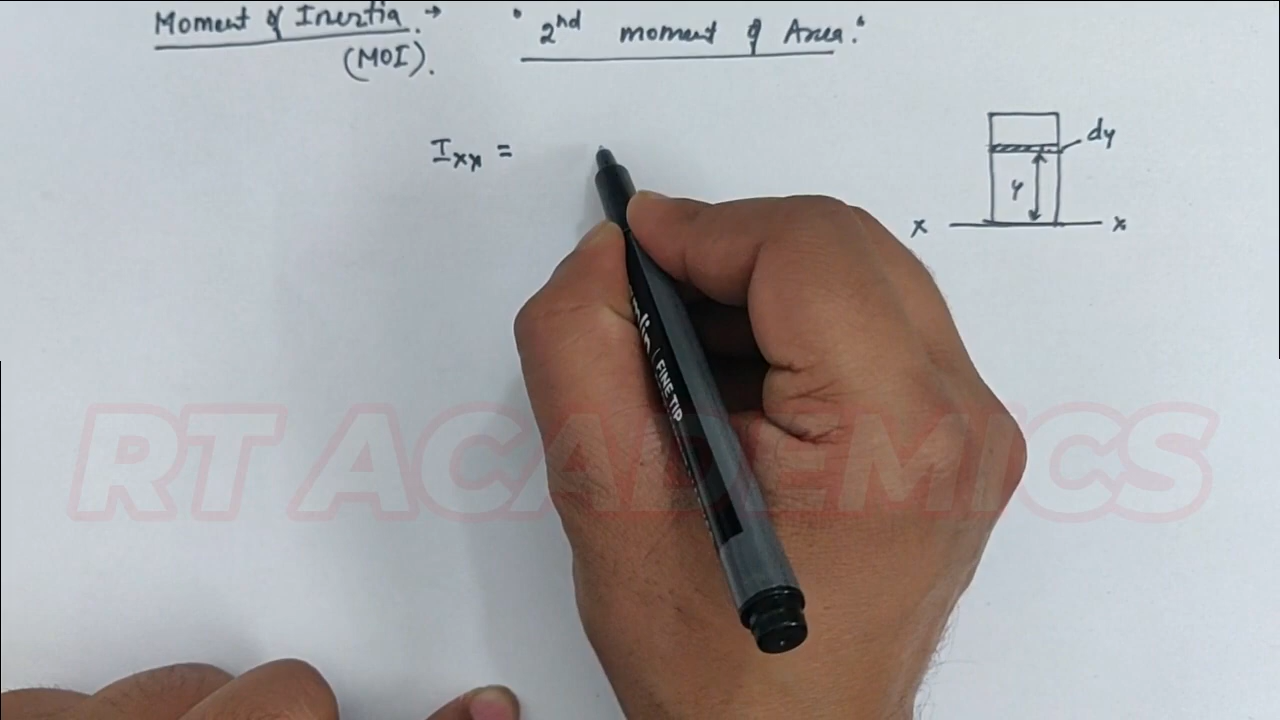 Moment of Inertia. → "2nd moment of Area."
(MOI).
Ixx =
dy
y
x x
FINE TIP
RT ACADEMICS